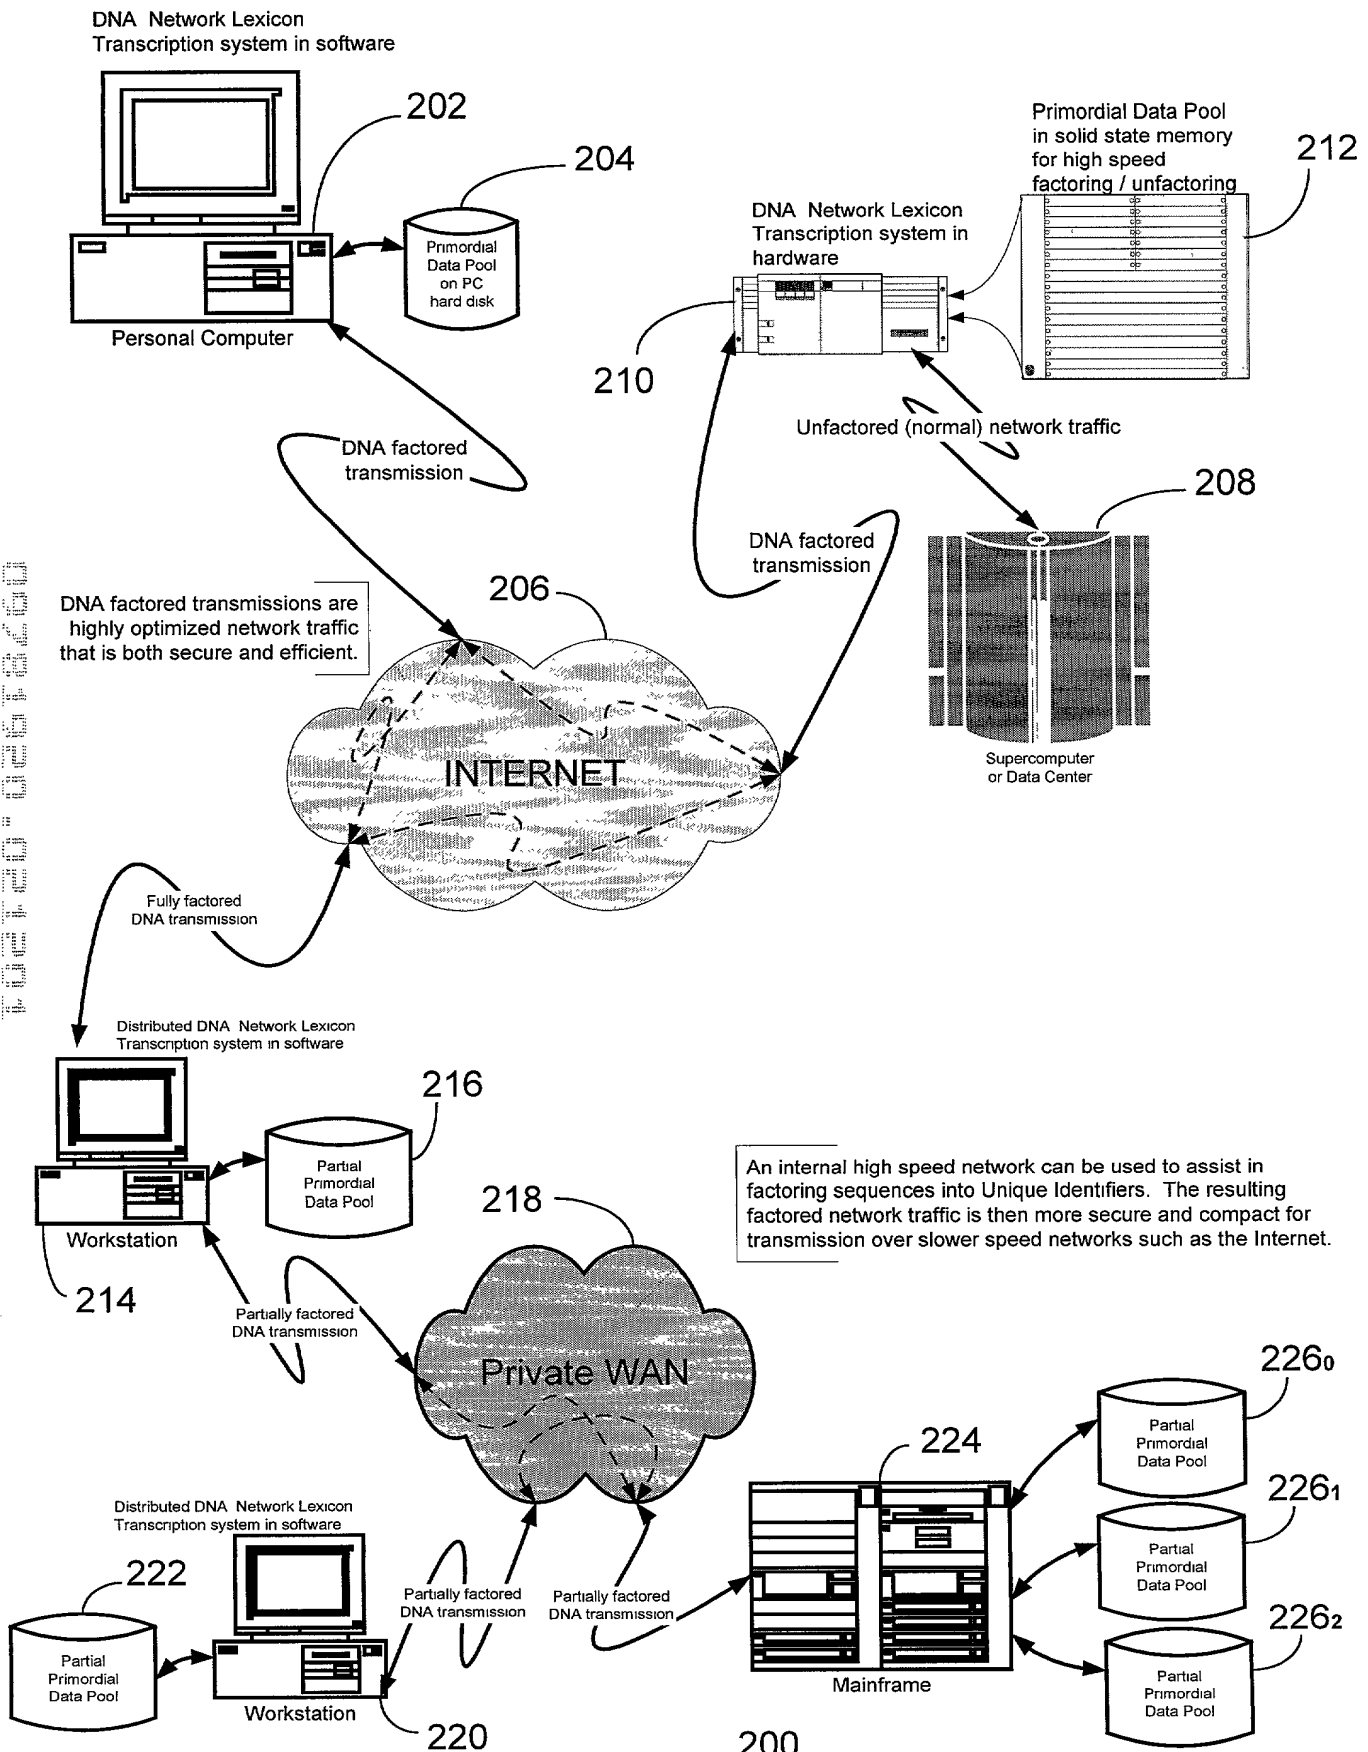 DNA Network Lexicon
Transcription system in software
202
204
Primordial
Data Pool
on PC
hard disk
Personal Computer
Primordial Data Pool
in solid state memory
for high speed
factoring / unfactoring
212
DNA Network Lexicon
Transcription system in
hardware
210
Unfactored (normal) network traffic
DNA factored
transmission
208
DNA factored
transmission
Supercomputer
or Data Center
DNA factored transmissions are
highly optimized network traffic
that is both secure and efficient.
206
INTERNET
Fully factored
DNA transmission
Distributed DNA Network Lexicon
Transcription system in software
216
Partial
Primordial
Data Pool
Workstation
214
218
An internal high speed network can be used to assist in
factoring sequences into Unique Identifiers. The resulting
factored network traffic is then more secure and compact for
transmission over slower speed networks such as the Internet.
Partially factored
DNA transmission
Private WAN
226₀
Partial
Primordial
Data Pool
224
226₁
Partial
Primordial
Data Pool
226₂
Partial
Primordial
Data Pool
Mainframe
Distributed DNA Network Lexicon
Transcription system in software
222
Partial
Primordial
Data Pool
Workstation
220
Partially factored
DNA transmission
Partially factored
DNA transmission
200